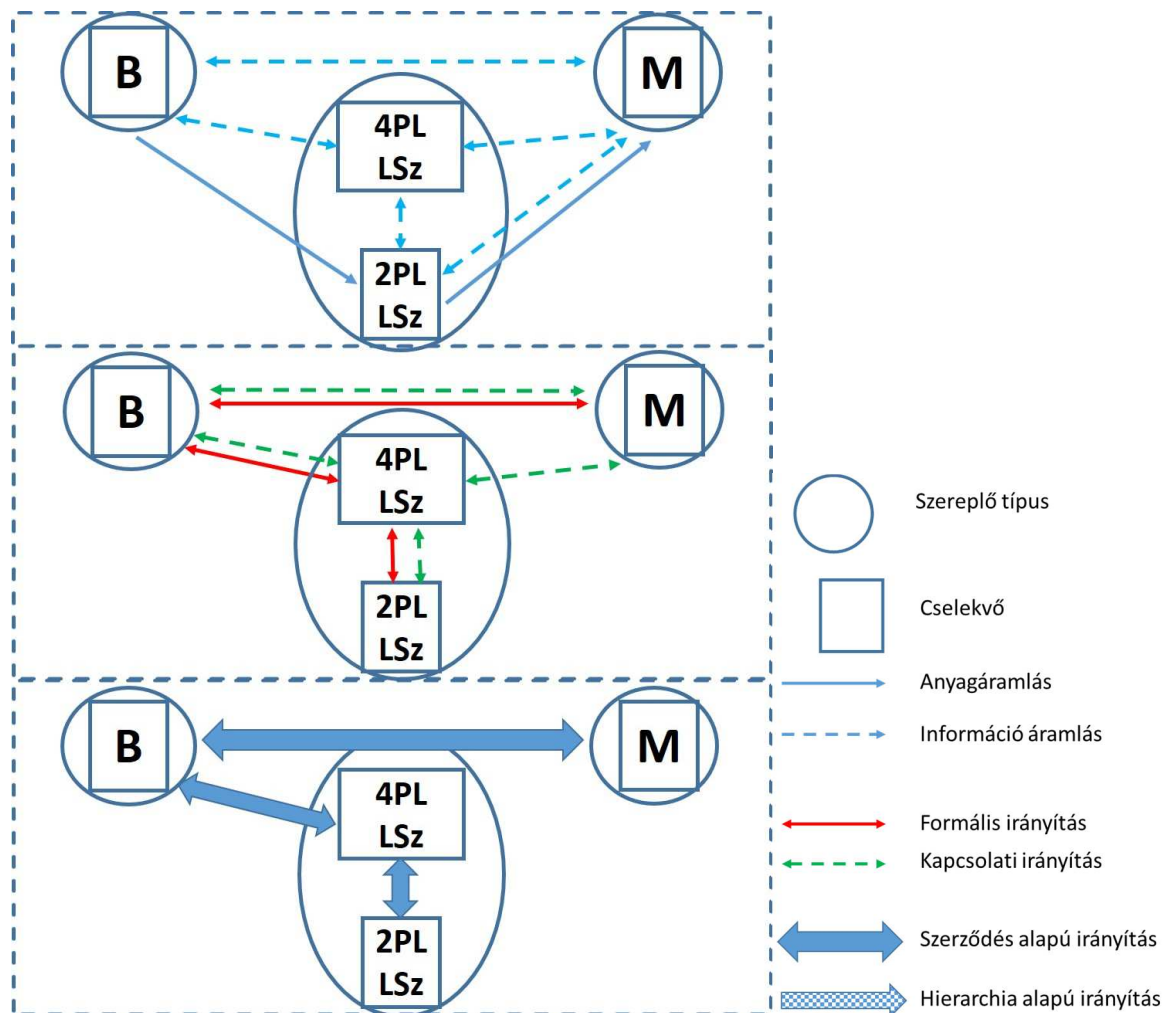 B
M
4PL
LSz
2PL
LSz
B
M
4PL
LSz
2PL
LSz
B
M
4PL
LSz
2PL
LSz
Szereplő típus
Cselekvő
Anyagáramlás
Információ áramlás
Formális irányítás
Kapcsolati irányítás
Szerződés alapú irányítás
Hierarchia alapú irányítás